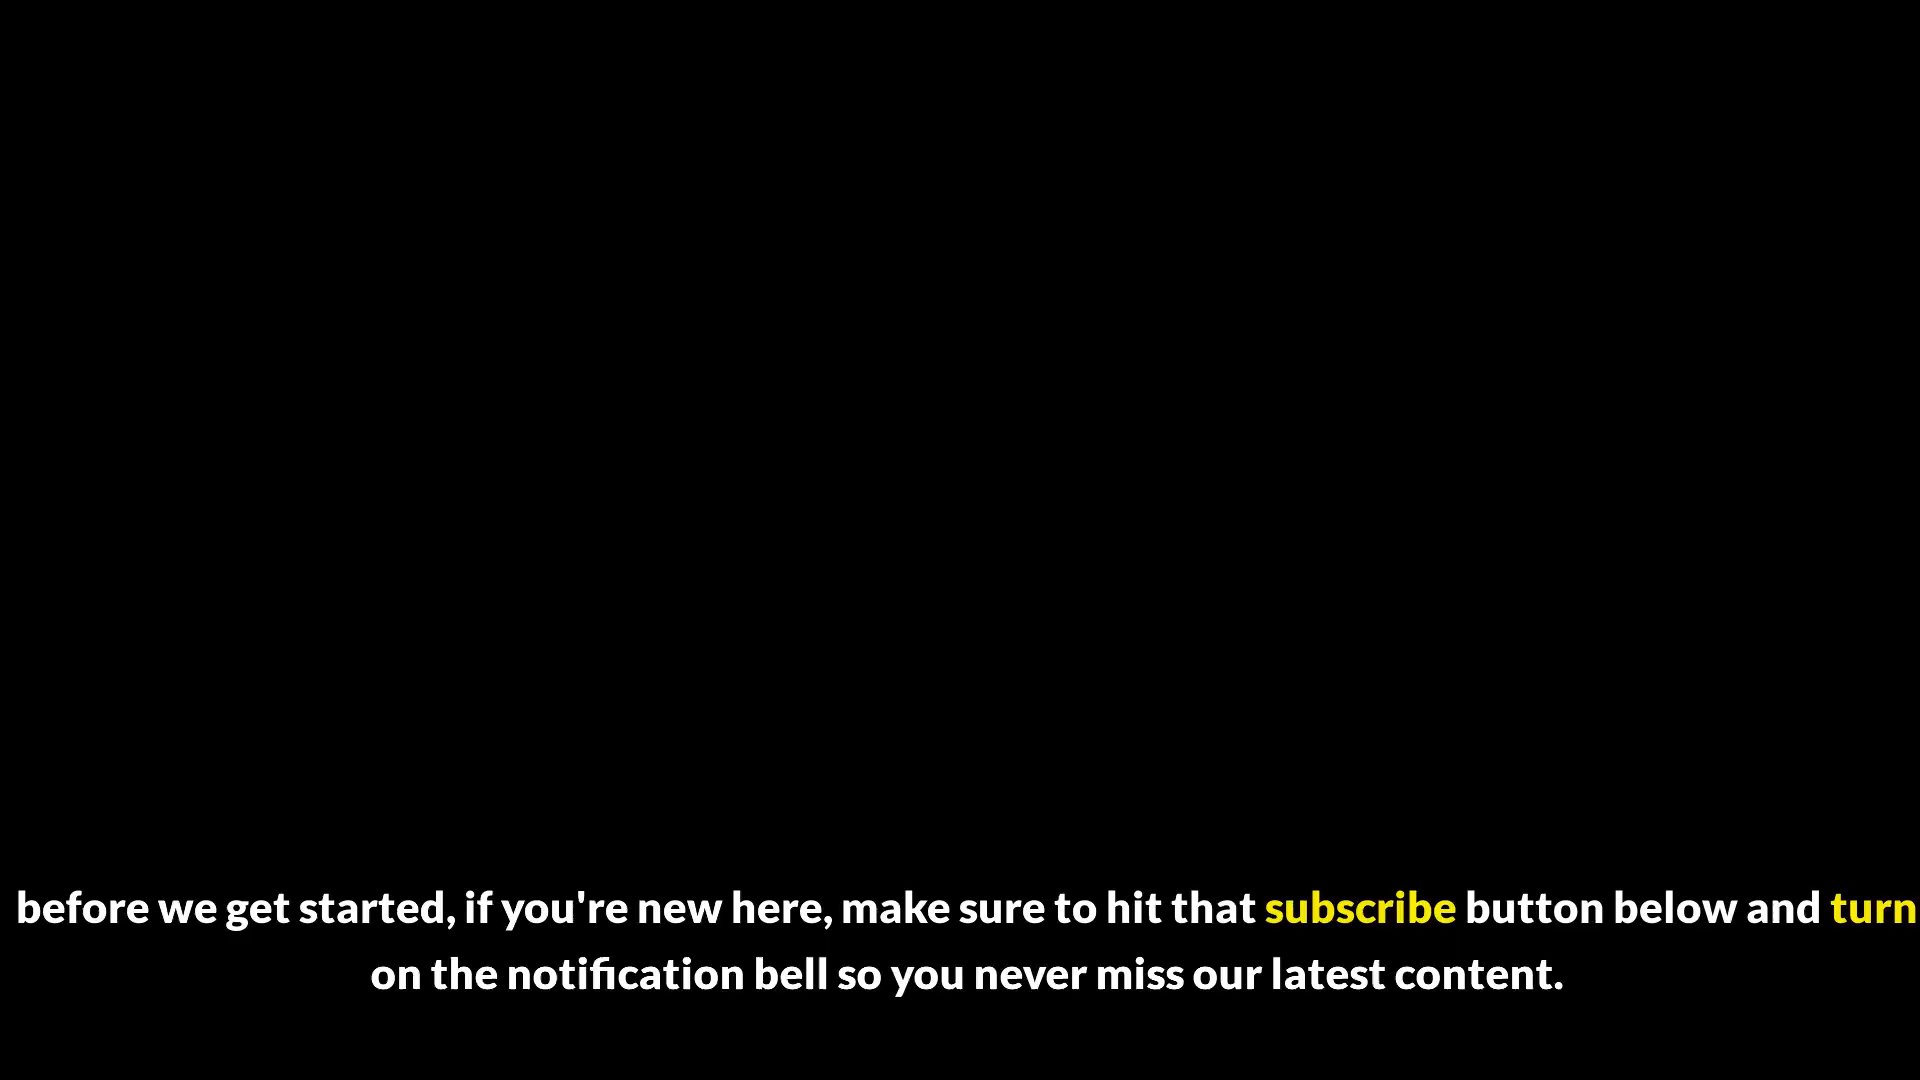 before we get started, if you're new here, make sure to hit that subscribe button below and turn
on the notification bell so you never miss our latest content.